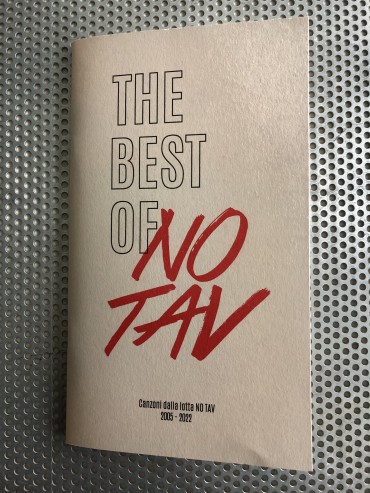 THE
BEST
OF
NO
TAV
Canzoni dalla lotta NO TAV
2005 - 2022